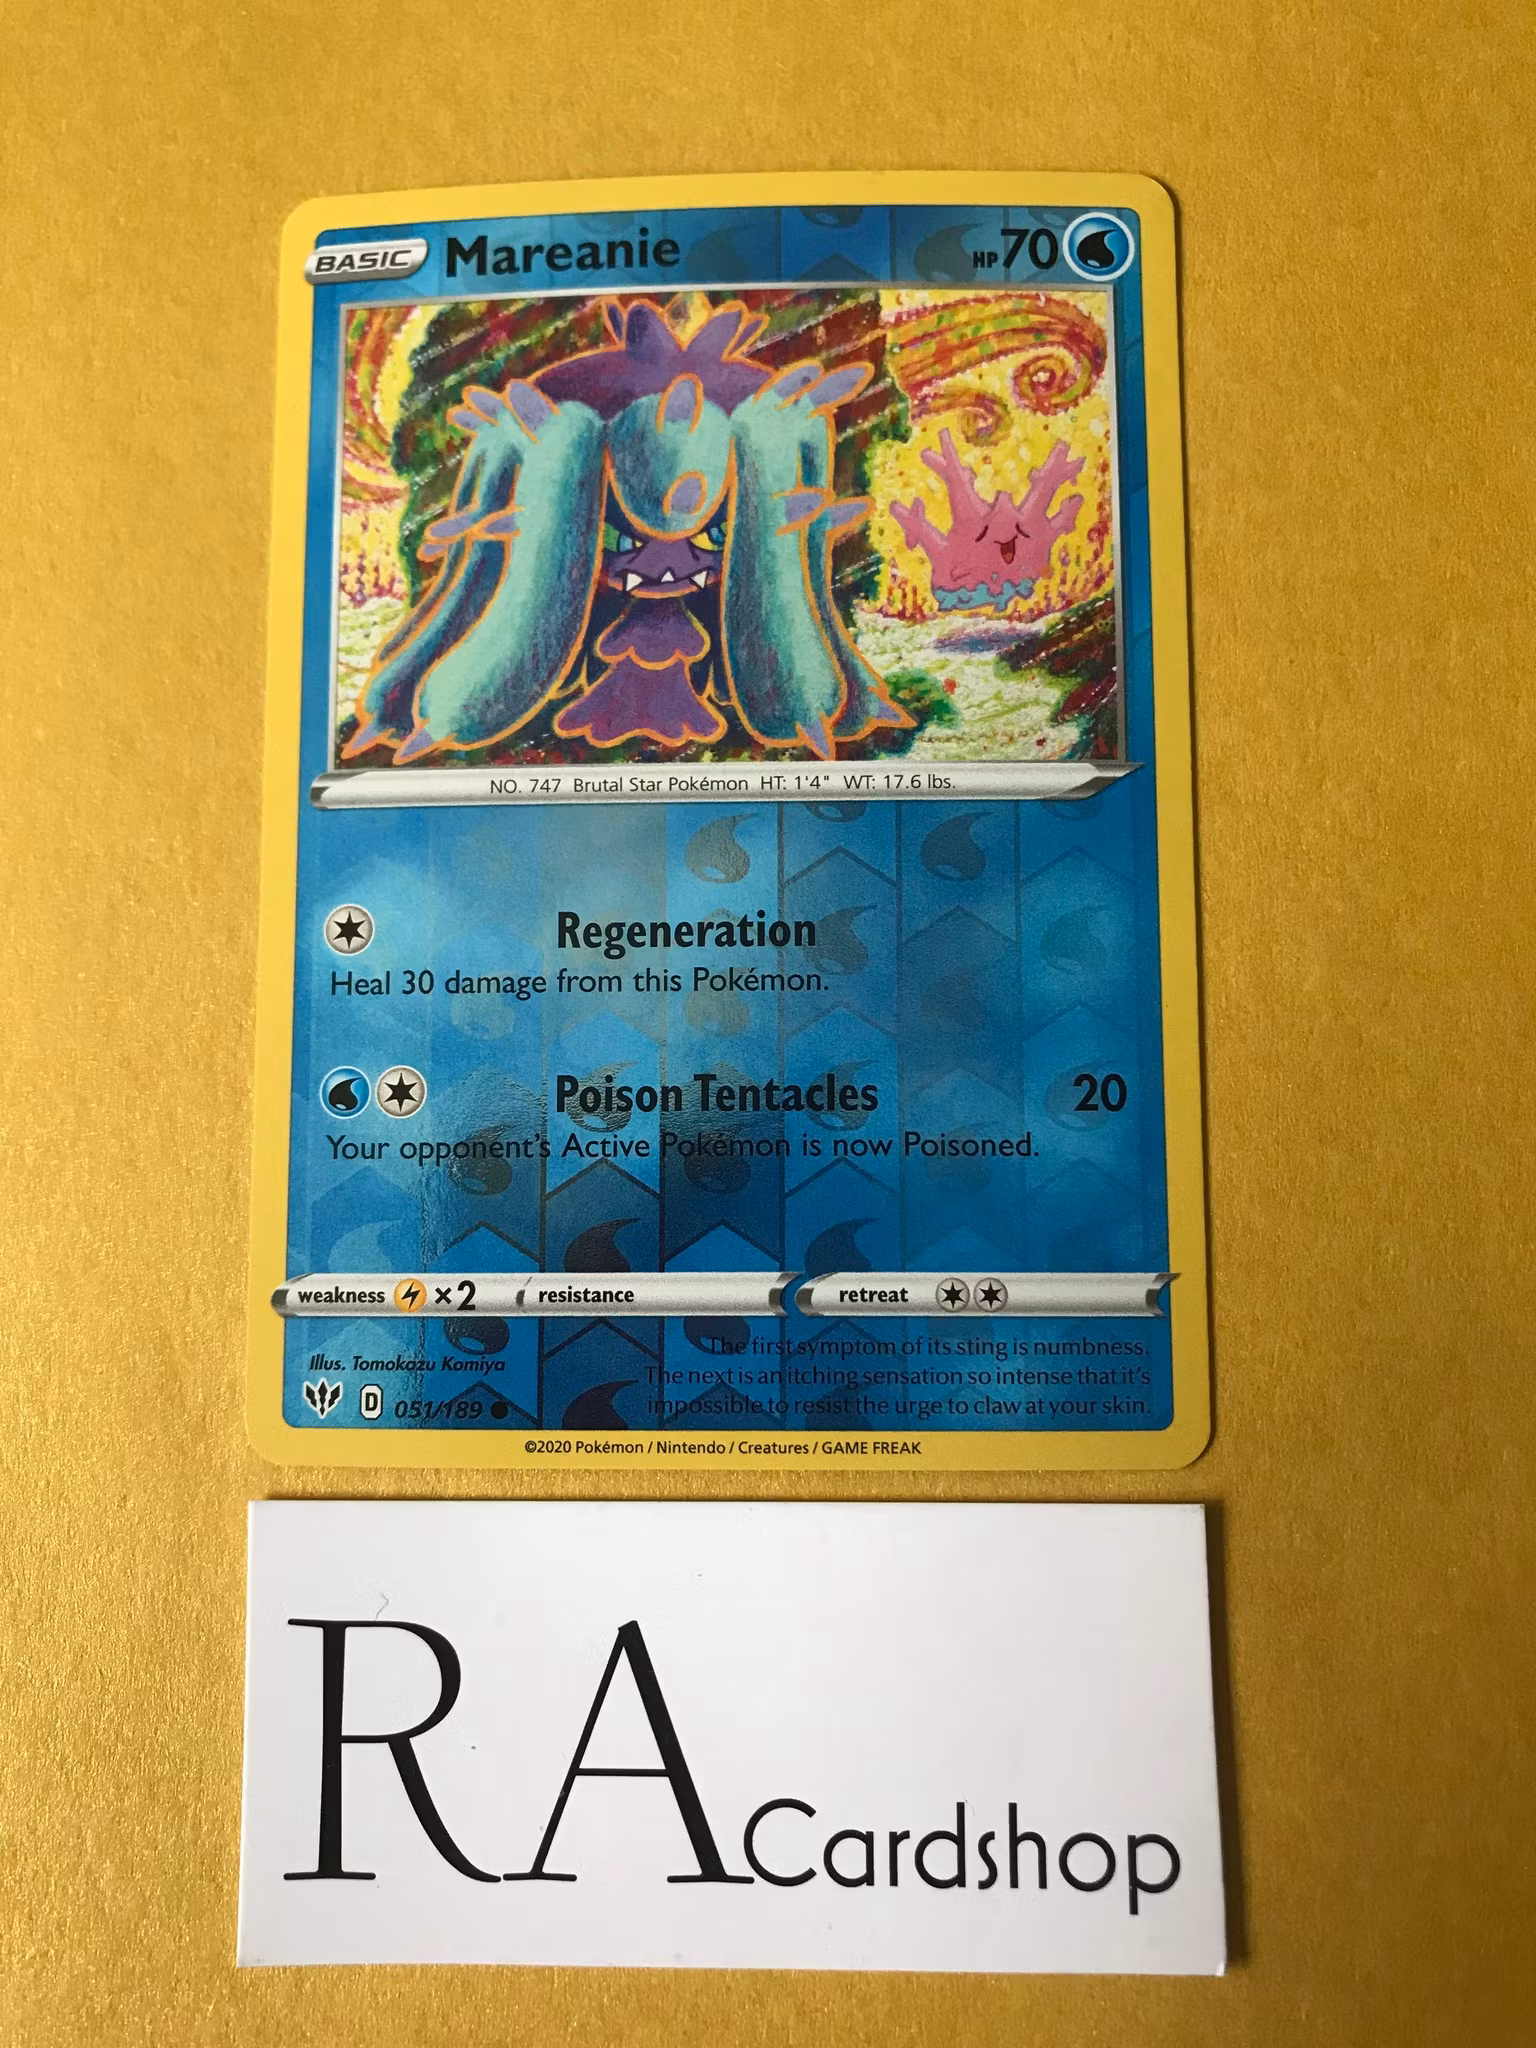 BASIC Mareanie HP 70
NO. 747 Brutal Star Pokémon HT: 1'4" WT: 17.6 lbs.
Regeneration
Heal 30 damage from this Pokémon.
Poison Tentacles 20
Your opponent's Active Pokémon is now Poisoned.
weakness ×2 resistance retreat
The first symptom of its sting is numbness.
The next is an itching sensation so intense that it's
impossible to resist the urge to claw at your skin.
Illus. Tomokazu Komiya
D 051/189
©2020 Pokémon / Nintendo / Creatures / GAME FREAK
RA Cardshop